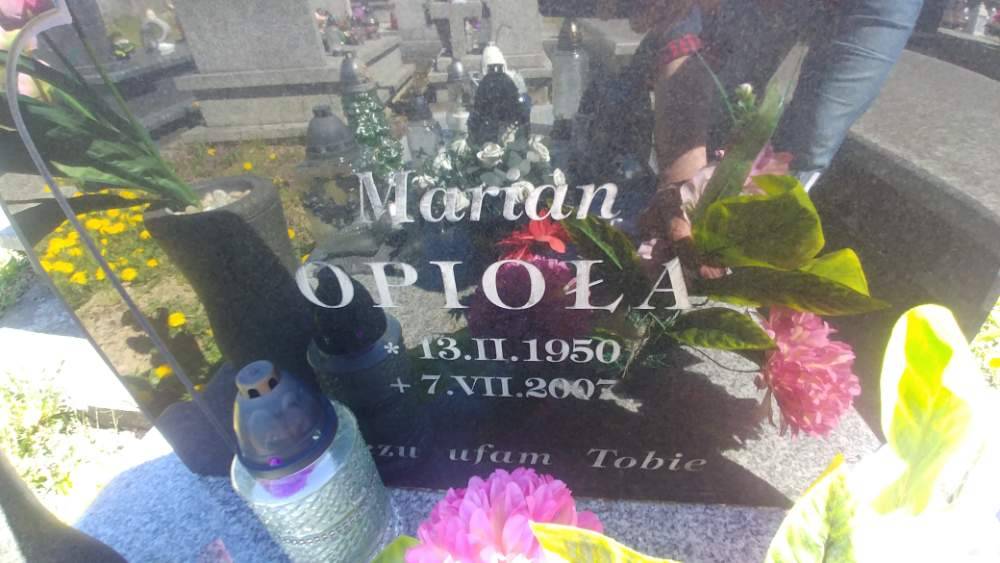 Marian
OPIOŁA
* 13.II.1950
+ 7.VII.2007
ufam Tobie